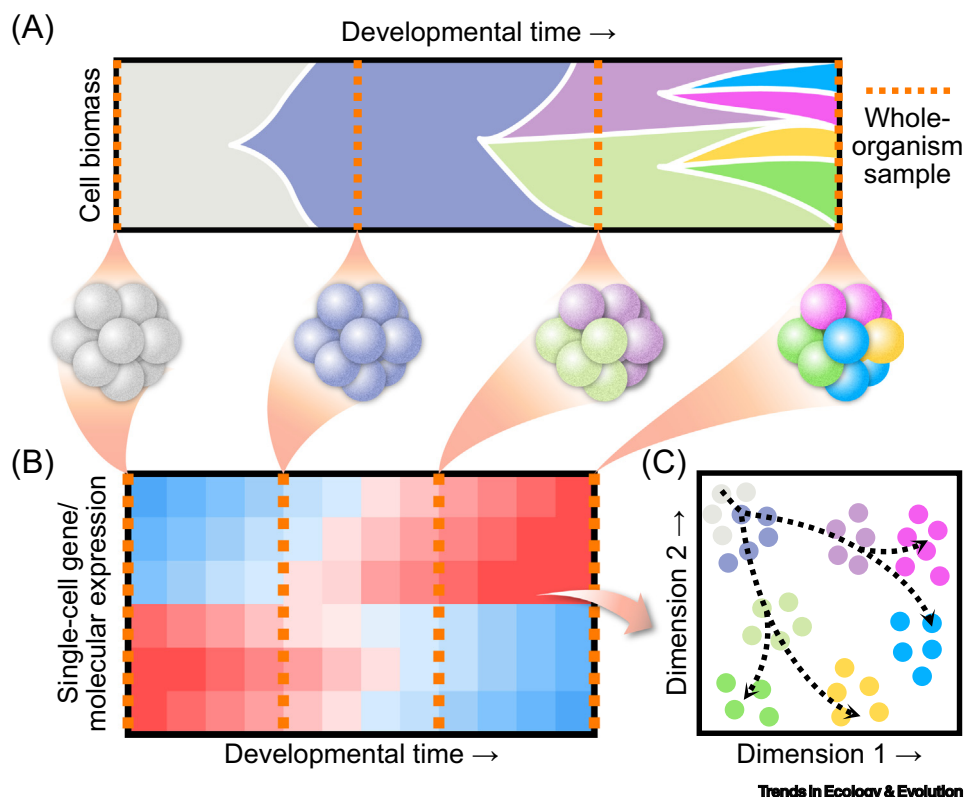 (A)
Developmental time →
Cell biomass
Whole-
organism
sample
(B)
Single-cell gene/
molecular expression
Developmental time →
(C)
Dimension 2 →
Dimension 1 →
Trends in Ecology & Evolution